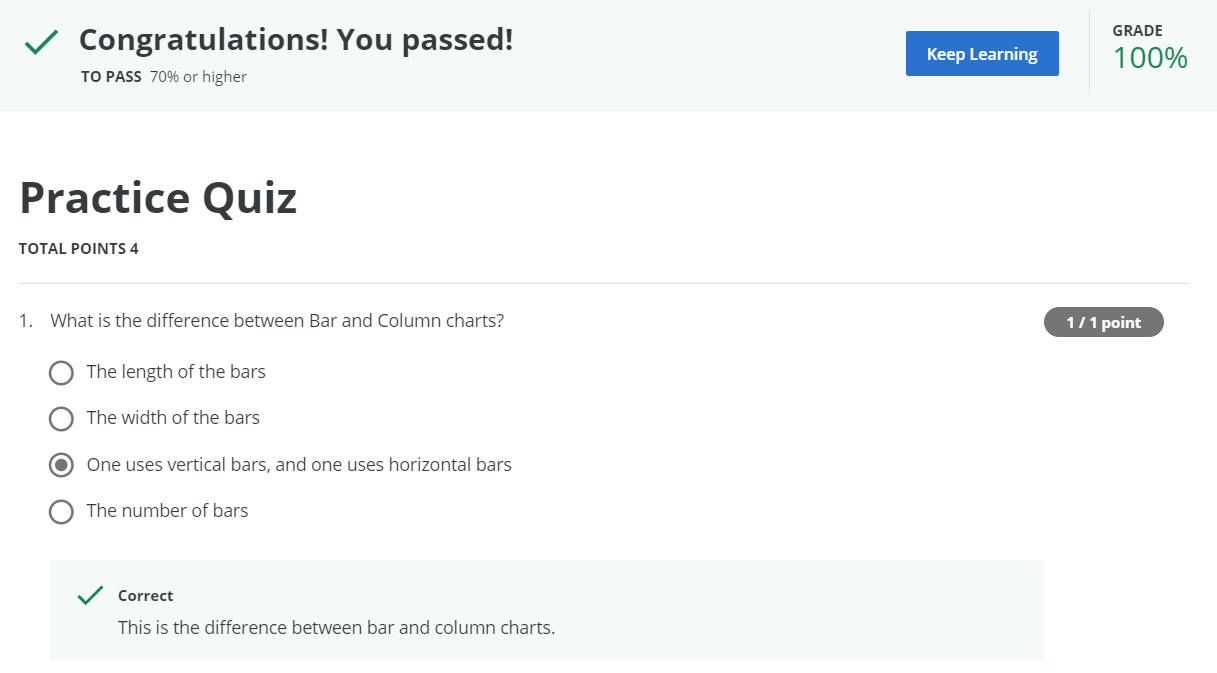 Congratulations! You passed!
TO PASS 70% or higher
Keep Learning
GRADE
100%
Practice Quiz
TOTAL POINTS 4
1. What is the difference between Bar and Column charts?
1 / 1 point
The length of the bars
The width of the bars
One uses vertical bars, and one uses horizontal bars
The number of bars
Correct
This is the difference between bar and column charts.